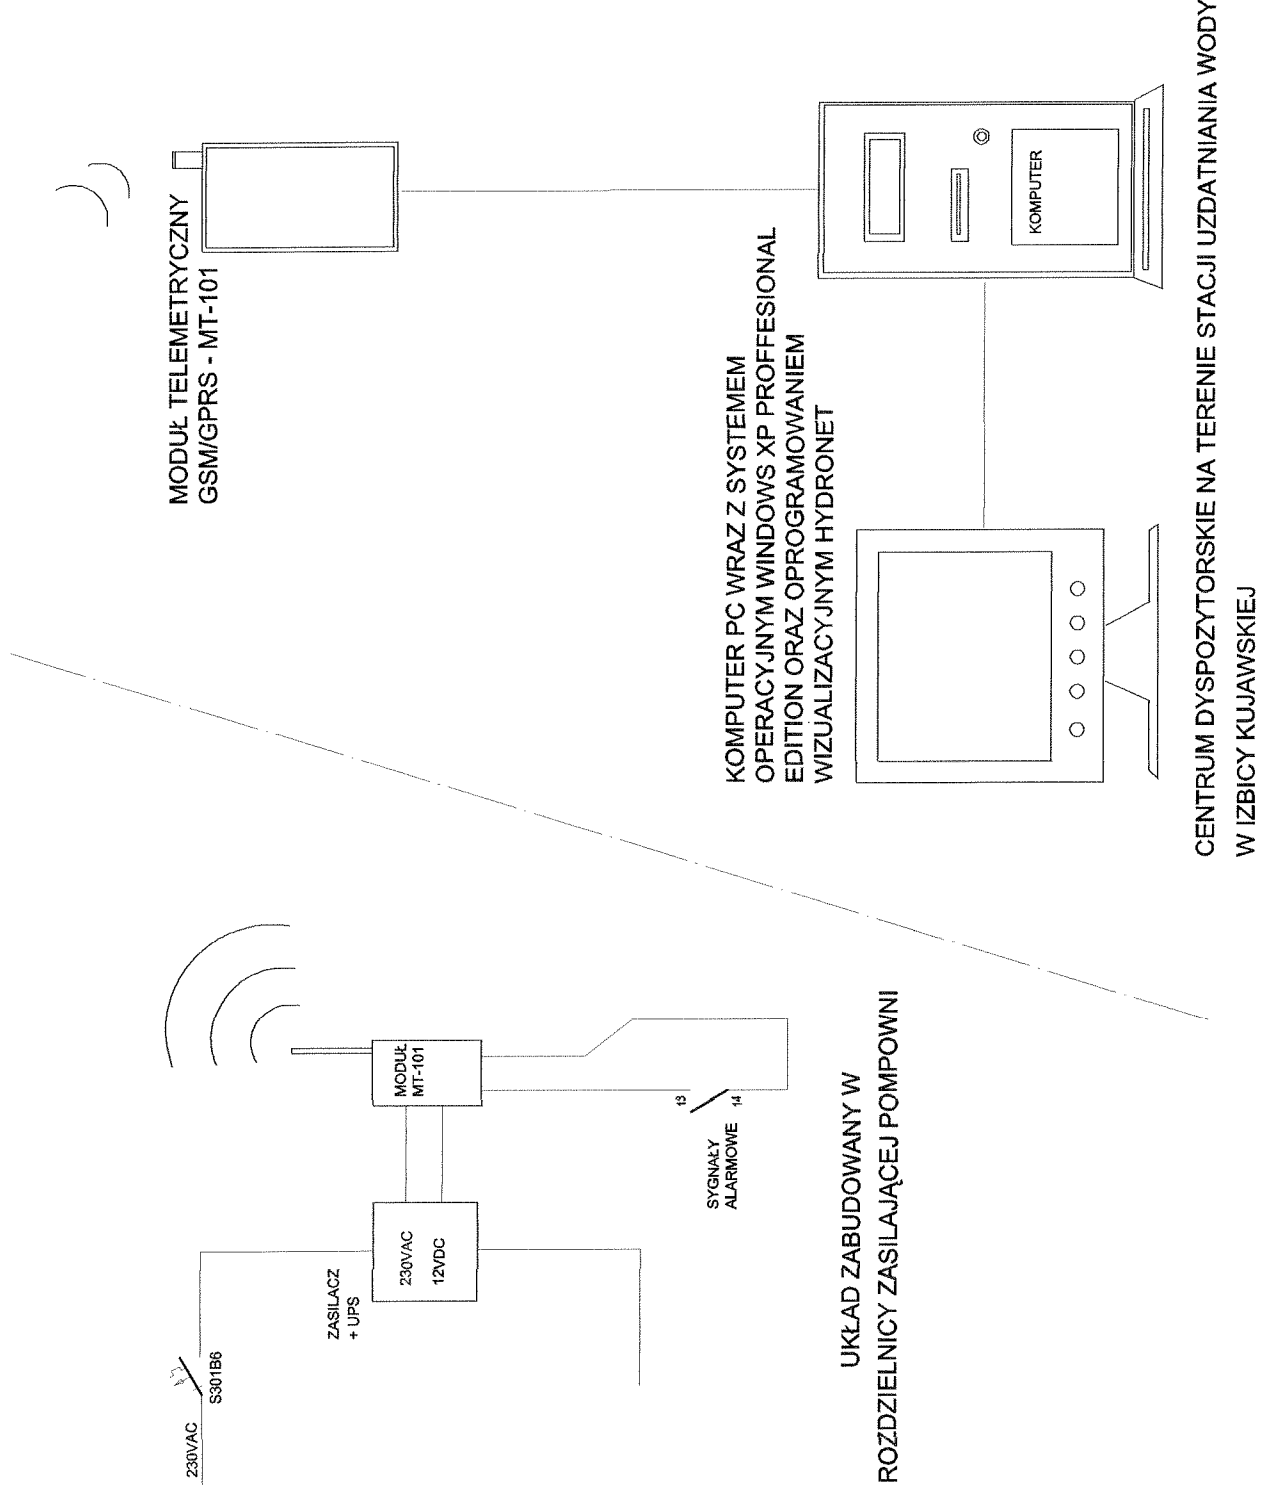 230VAC
S301B6
ZASILACZ
+ UPS
230VAC
12VDC
MODUŁ
MT-101
13
14
SYGNAŁY
ALARMOWE
UKŁAD ZABUDOWANY W
ROZDZIELNICY ZASILAJĄCEJ POMPOWNI
MODUŁ TELEMETRYCZNY
GSM/GPRS - MT-101
KOMPUTER PC WRAZ Z SYSTEMEM
OPERACYJNYM WINDOWS XP PROFFESIONAL
EDITION ORAZ OPROGRAMOWANIEM
WIZUALIZACYJNYM HYDRONET
KOMPUTER
CENTRUM DYSPOZYTORSKIE NA TERENIE STACJI UZDATNIANIA WODY
W IZBICY KUJAWSKIEJ